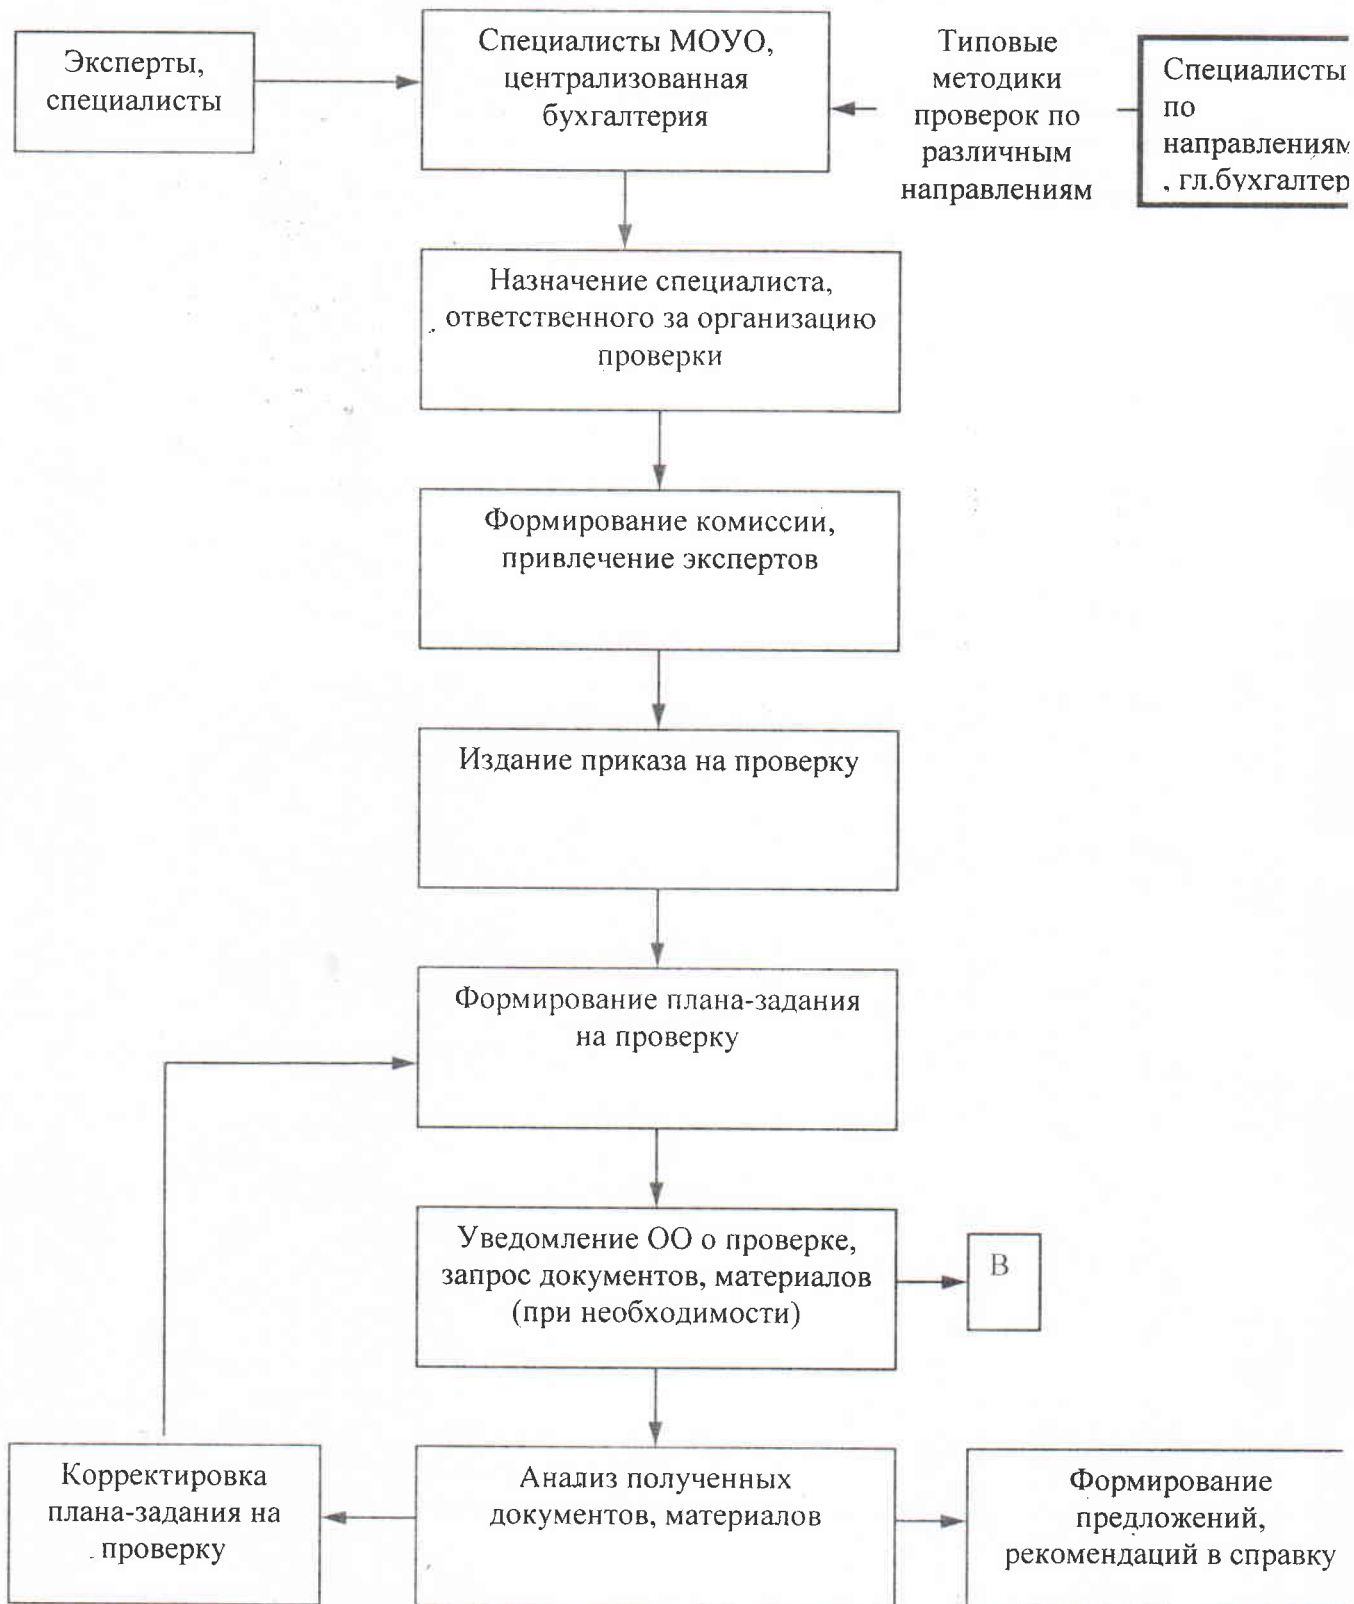 Эксперты,
специалисты
Специалисты МОУО,
централизованная
бухгалтерия
Типовые
методики
проверок по
различным
направлениям
Специалисты
по
направлениям
, гл.бухгалтер
Назначение специалиста,
ответственного за организацию
проверки
Формирование комиссии,
привлечение экспертов
Издание приказа на проверку
Формирование плана-задания
на проверку
Уведомление ОО о проверке,
запрос документов, материалов
(при необходимости)
В
Корректировка
плана-задания на
проверку
Анализ полученных
документов, материалов
Формирование
предложений,
рекомендаций в справку